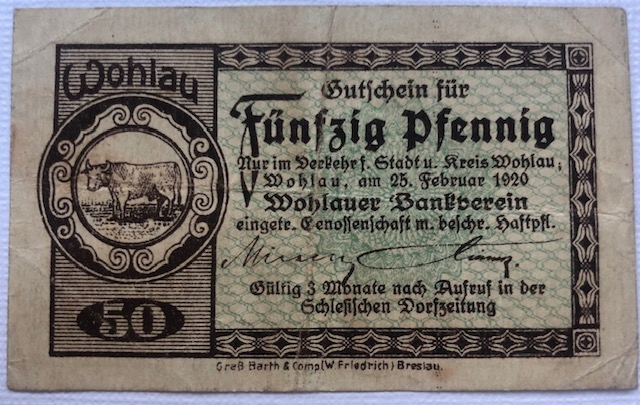 Wohlau
50
Gutschein für
Fünfzig Pfennig
Nur im Verkehr f. Stadt u. Kreis Wohlau,
Wohlau, am 25. Februar 1920
Wohlauer Bankverein
eingetr. Genossenschaft m. beschr. Haftpfl.
Gültig 3 Monate nach Aufruf in der
Schlesischen Dorfzeitung
Graß Barth & Comp (W. Friedrich) Breslau.